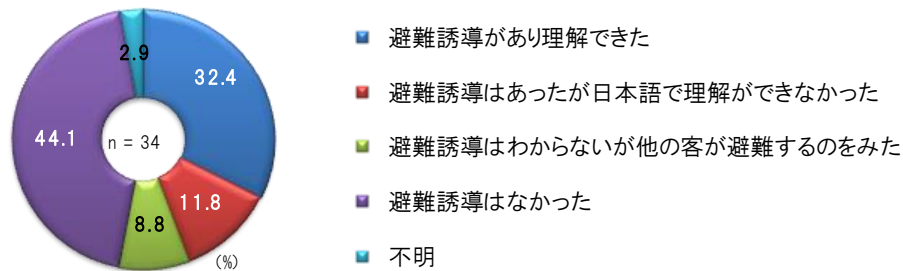 2.9
32.4
44.1
n = 34
11.8
8.8
(%)
避難誘導があり理解できた
避難誘導はあったが日本語で理解ができなかった
避難誘導はわからないが他の客が避難するのをみた
避難誘導はなかった
不明